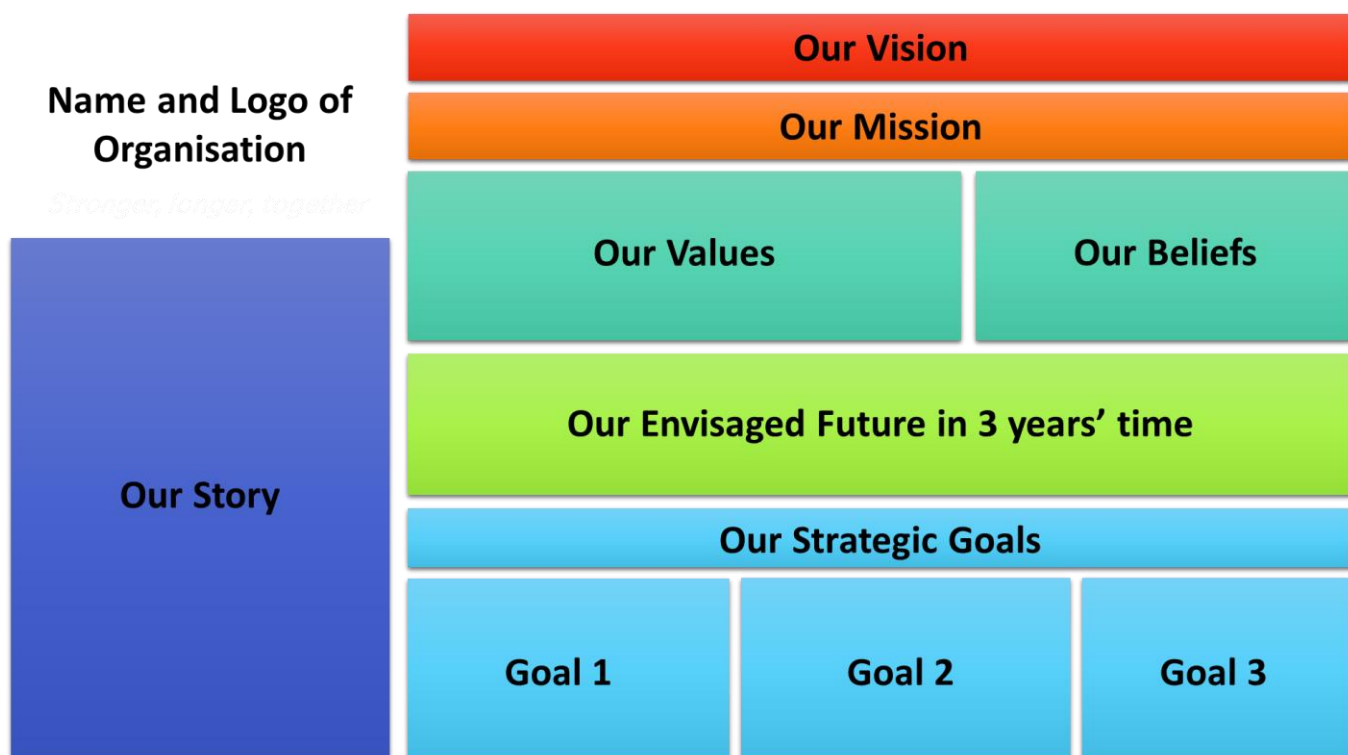 Name and Logo of
Organisation
Stronger, longer, together
Our Story
Our Vision
Our Mission
Our Values
Our Beliefs
Our Envisaged Future in 3 years’ time
Our Strategic Goals
Goal 1
Goal 2
Goal 3